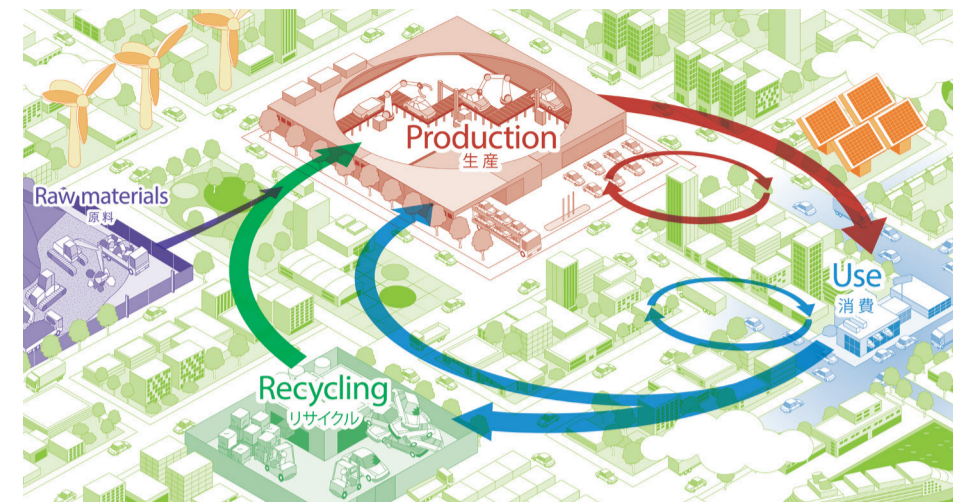 Production
生産
Raw materials
原料
Use
消費
Recycling
リサイクル